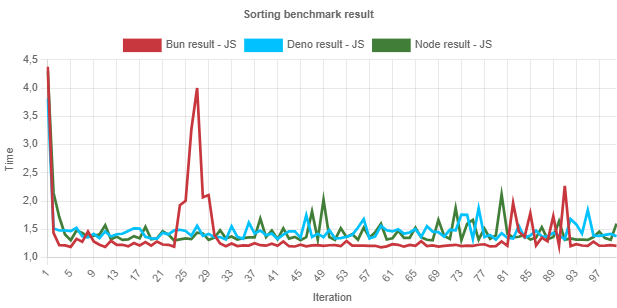 Sorting benchmark result
Bun result - JS Deno result - JS Node result - JS
4,5
4,0
3,5
3,0
2,5
2,0
1,5
1,0
Time
1 5 9 13 17 21 25 29 33 37 41 45 49 53 57 61 65 69 73 77 81 85 89 93 97
Iteration